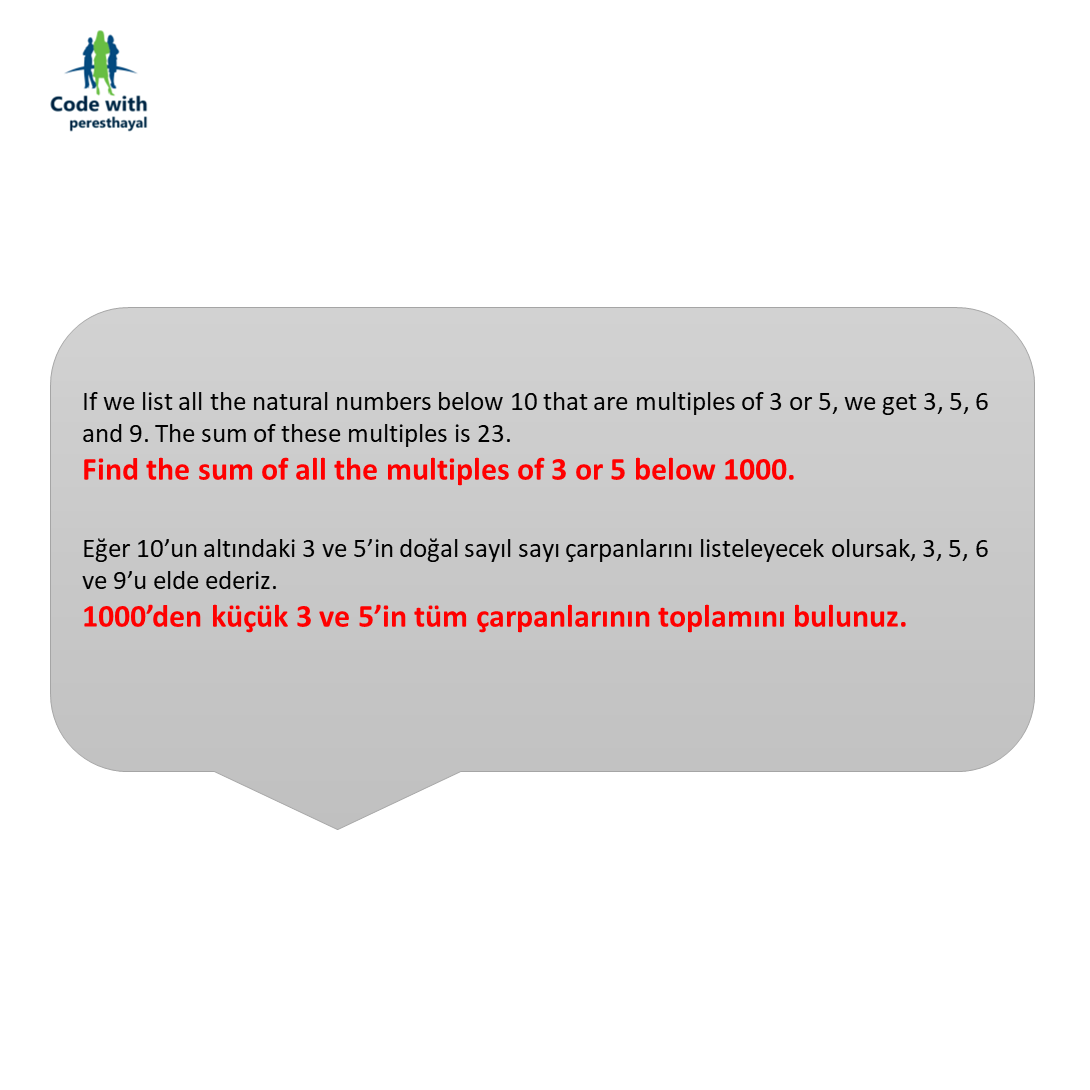 Code with
peresthayal
If we list all the natural numbers below 10 that are multiples of 3 or 5, we get 3, 5, 6
and 9. The sum of these multiples is 23.
Find the sum of all the multiples of 3 or 5 below 1000.
Eğer 10’un altındaki 3 ve 5’in doğal sayıl sayı çarpanlarını listeleyecek olursak, 3, 5, 6
ve 9’u elde ederiz.
1000’den küçük 3 ve 5’in tüm çarpanlarının toplamını bulunuz.